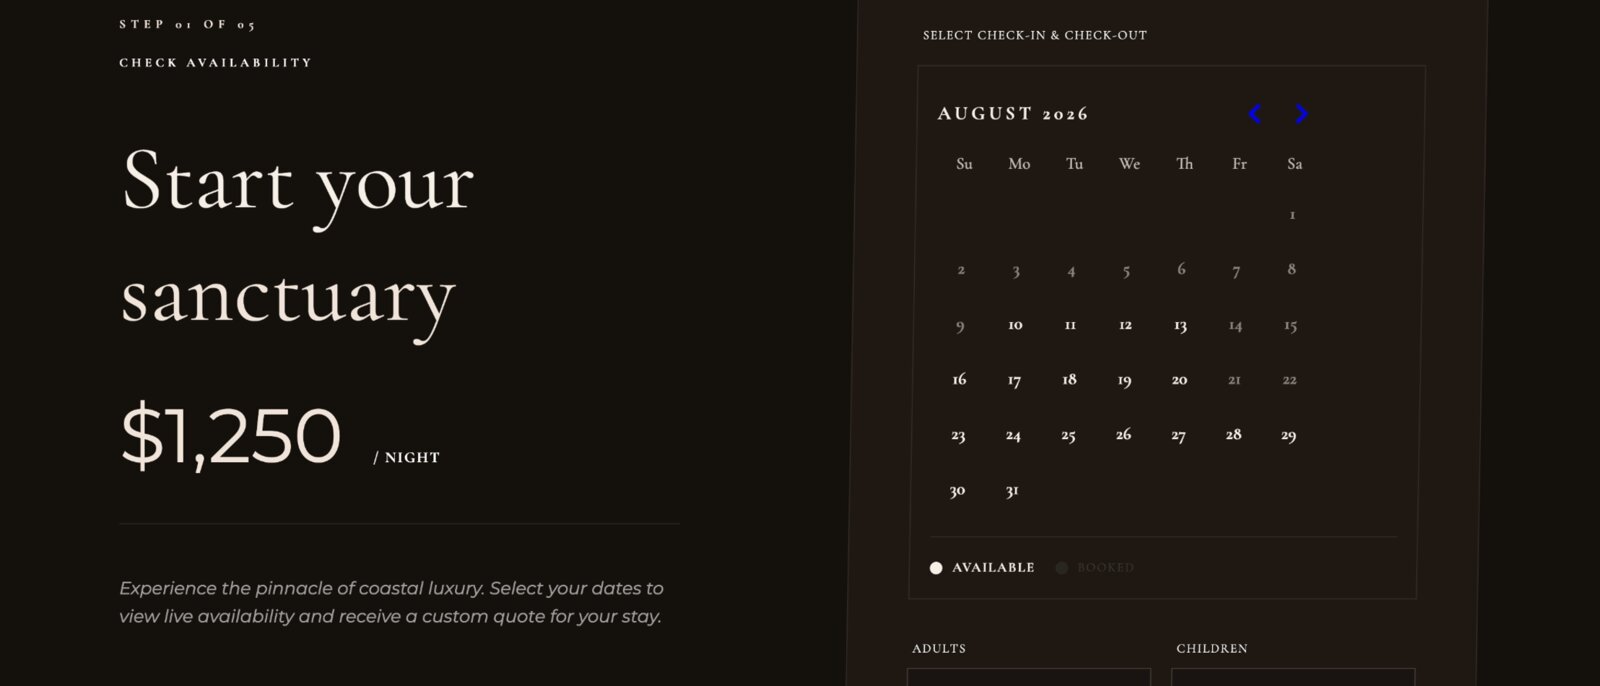 STEP 01 OF 05
CHECK AVAILABILITY
Start your
sanctuary
$1,250 / NIGHT
Experience the pinnacle of coastal luxury. Select your dates to
view live availability and receive a custom quote for your stay.
SELECT CHECK-IN & CHECK-OUT
AUGUST 2026
Su Mo Tu We Th Fr Sa
1
2 3 4 5 6 7 8
9 10 11 12 13 14 15
16 17 18 19 20 21 22
23 24 25 26 27 28 29
30 31
AVAILABLE BOOKED
ADULTS CHILDREN